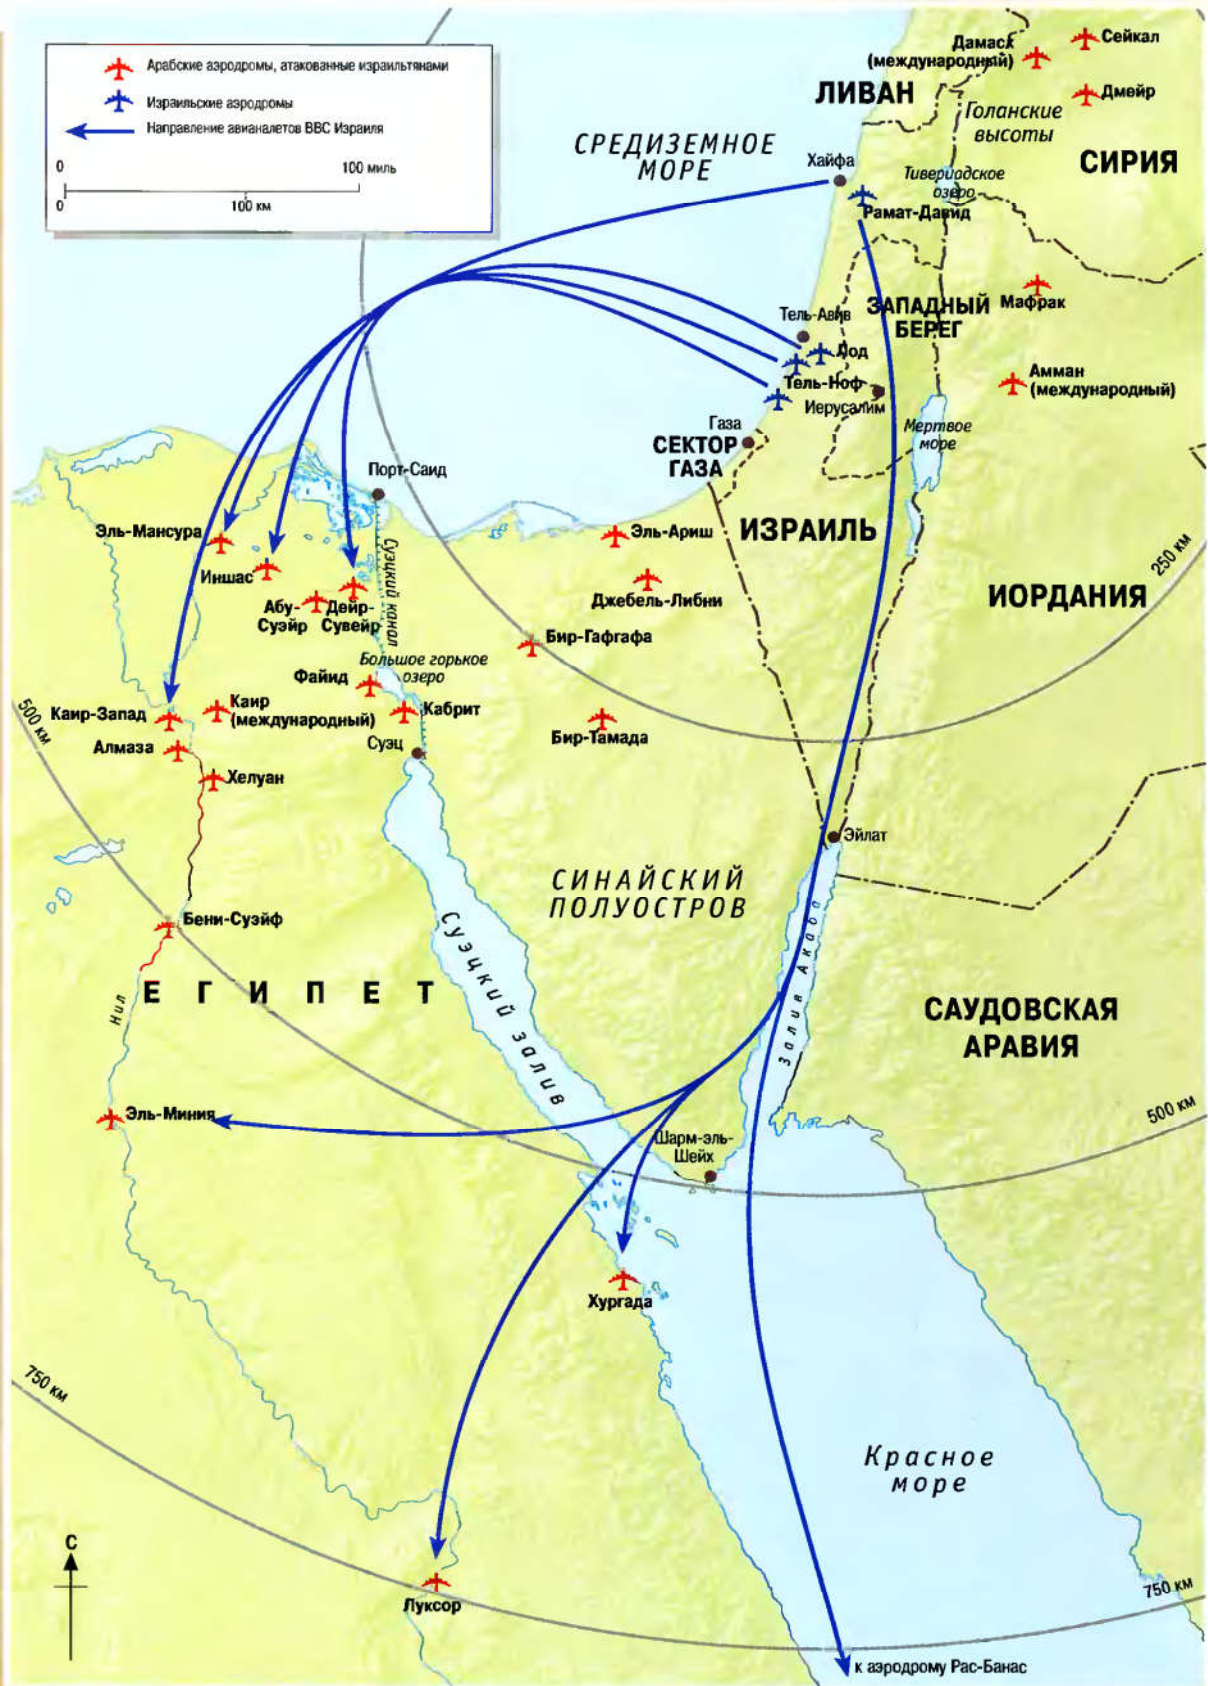 Арабские аэродромы, атакованные израильтянами
Израильские аэродромы
Направление авианалетов ВВС Израиля
0
100 миль
0
100 км
Дамаск
(международный)
Сейкал
Дмейр
ЛИВАН
Голанские
высоты
СИРИЯ
СРЕДИЗЕМНОЕ
МОРЕ
Хайфа
Тивериадское
озеро
Рамат-Давид
Мафрак
ЗАПАДНЫЙ
БЕРЕГ
Тель-Авив
Лод
Тель-Ноф
Иерусалим
Амман
(международный)
Мертвое
море
Газа
СЕКТОР
ГАЗА
Порт-Саид
Эль-Мансура
Иншас
Абу-
Суэйр
Дейр-
Сувейр
Суэцкий канал
Эль-Ариш
Джебель-Либни
ИЗРАИЛЬ
ИОРДАНИЯ
250 км
Бир-Гафгафа
Большое горькое
озеро
Файид
Каир
(международный)
Каир-Запад
Кабрит
Бир-Тамада
500 км
Алмаза
Суэц
Хелуан
Эйлат
СИНАЙСКИЙ
ПОЛУОСТРОВ
Бени-Суэйф
Суэцкий залив
Залив Акаба
ЕГИПЕТ
Нил
САУДОВСКАЯ
АРАВИЯ
Эль-Миния
500 км
Шарм-эль-
Шейх
Хургада
750 км
Красное
море
С
Луксор
750 км
к аэродрому Рас-Банас